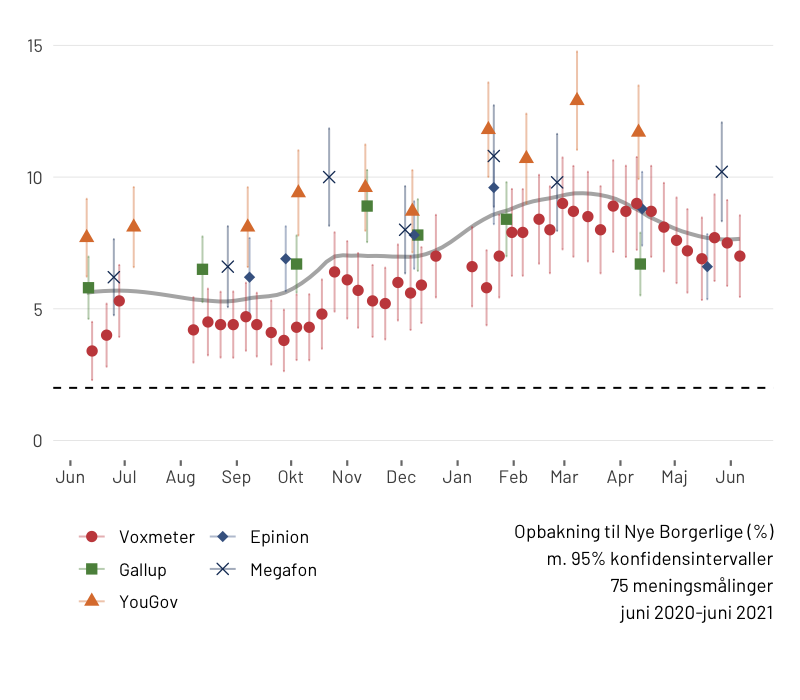 15
10
5
0
Jun Jul Aug Sep Okt Nov Dec Jan Feb Mar Apr Maj Jun
Voxmeter Epinion
Gallup Megafon
YouGov
Opbakning til Nye Borgerlige (%)
m. 95% konfidensintervaller
75 meningsmålinger
juni 2020-juni 2021